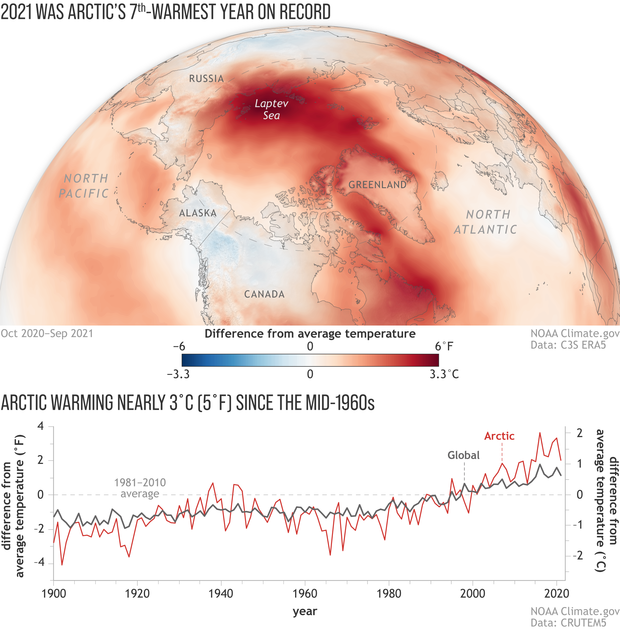 2021 WAS ARCTIC'S 7th-WARMEST YEAR ON RECORD
RUSSIA
Laptev
Sea
NORTH
PACIFIC
GREENLAND
ALASKA
NORTH
ATLANTIC
CANADA
Oct 2020–Sep 2021
Difference from average temperature
NOAA Climate.gov
Data: C3S ERA5
−6 0 6°F
−3.3 0 3.3°C
ARCTIC WARMING NEARLY 3°C (5°F) SINCE THE MID-1960s
difference from
average temperature (°F)
4
2
0
-2
-4
1981–2010
average
Global
Arctic
2
1
0
-1
-2
difference from
average temperature (°C)
1900 1920 1940 1960 1980 2000 2020
year
NOAA Climate.gov
Data: CRUTEM5